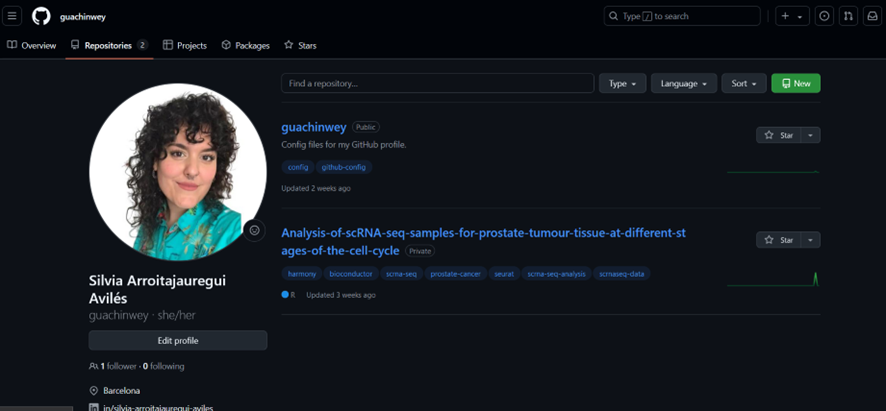 guachinwey
Type / to search
Overview
Repositories 2
Projects
Packages
Stars
Find a repository...
Type
Language
Sort
New
guachinwey Public
Star
Config files for my GitHub profile.
config github-config
Updated 2 weeks ago
Analysis-of-scRNA-seq-samples-for-prostate-tumour-tissue-at-different-st
ages-of-the-cell-cycle Private
Star
harmony bioconductor scrna-seq prostate-cancer seurat scrna-seq-analysis scrnaseq-data
R Updated 3 weeks ago
Silvia Arroitajauregui
Avilés
guachinwey · she/her
Edit profile
1 follower · 0 following
Barcelona
in/silvia-arroitajauregui-aviles